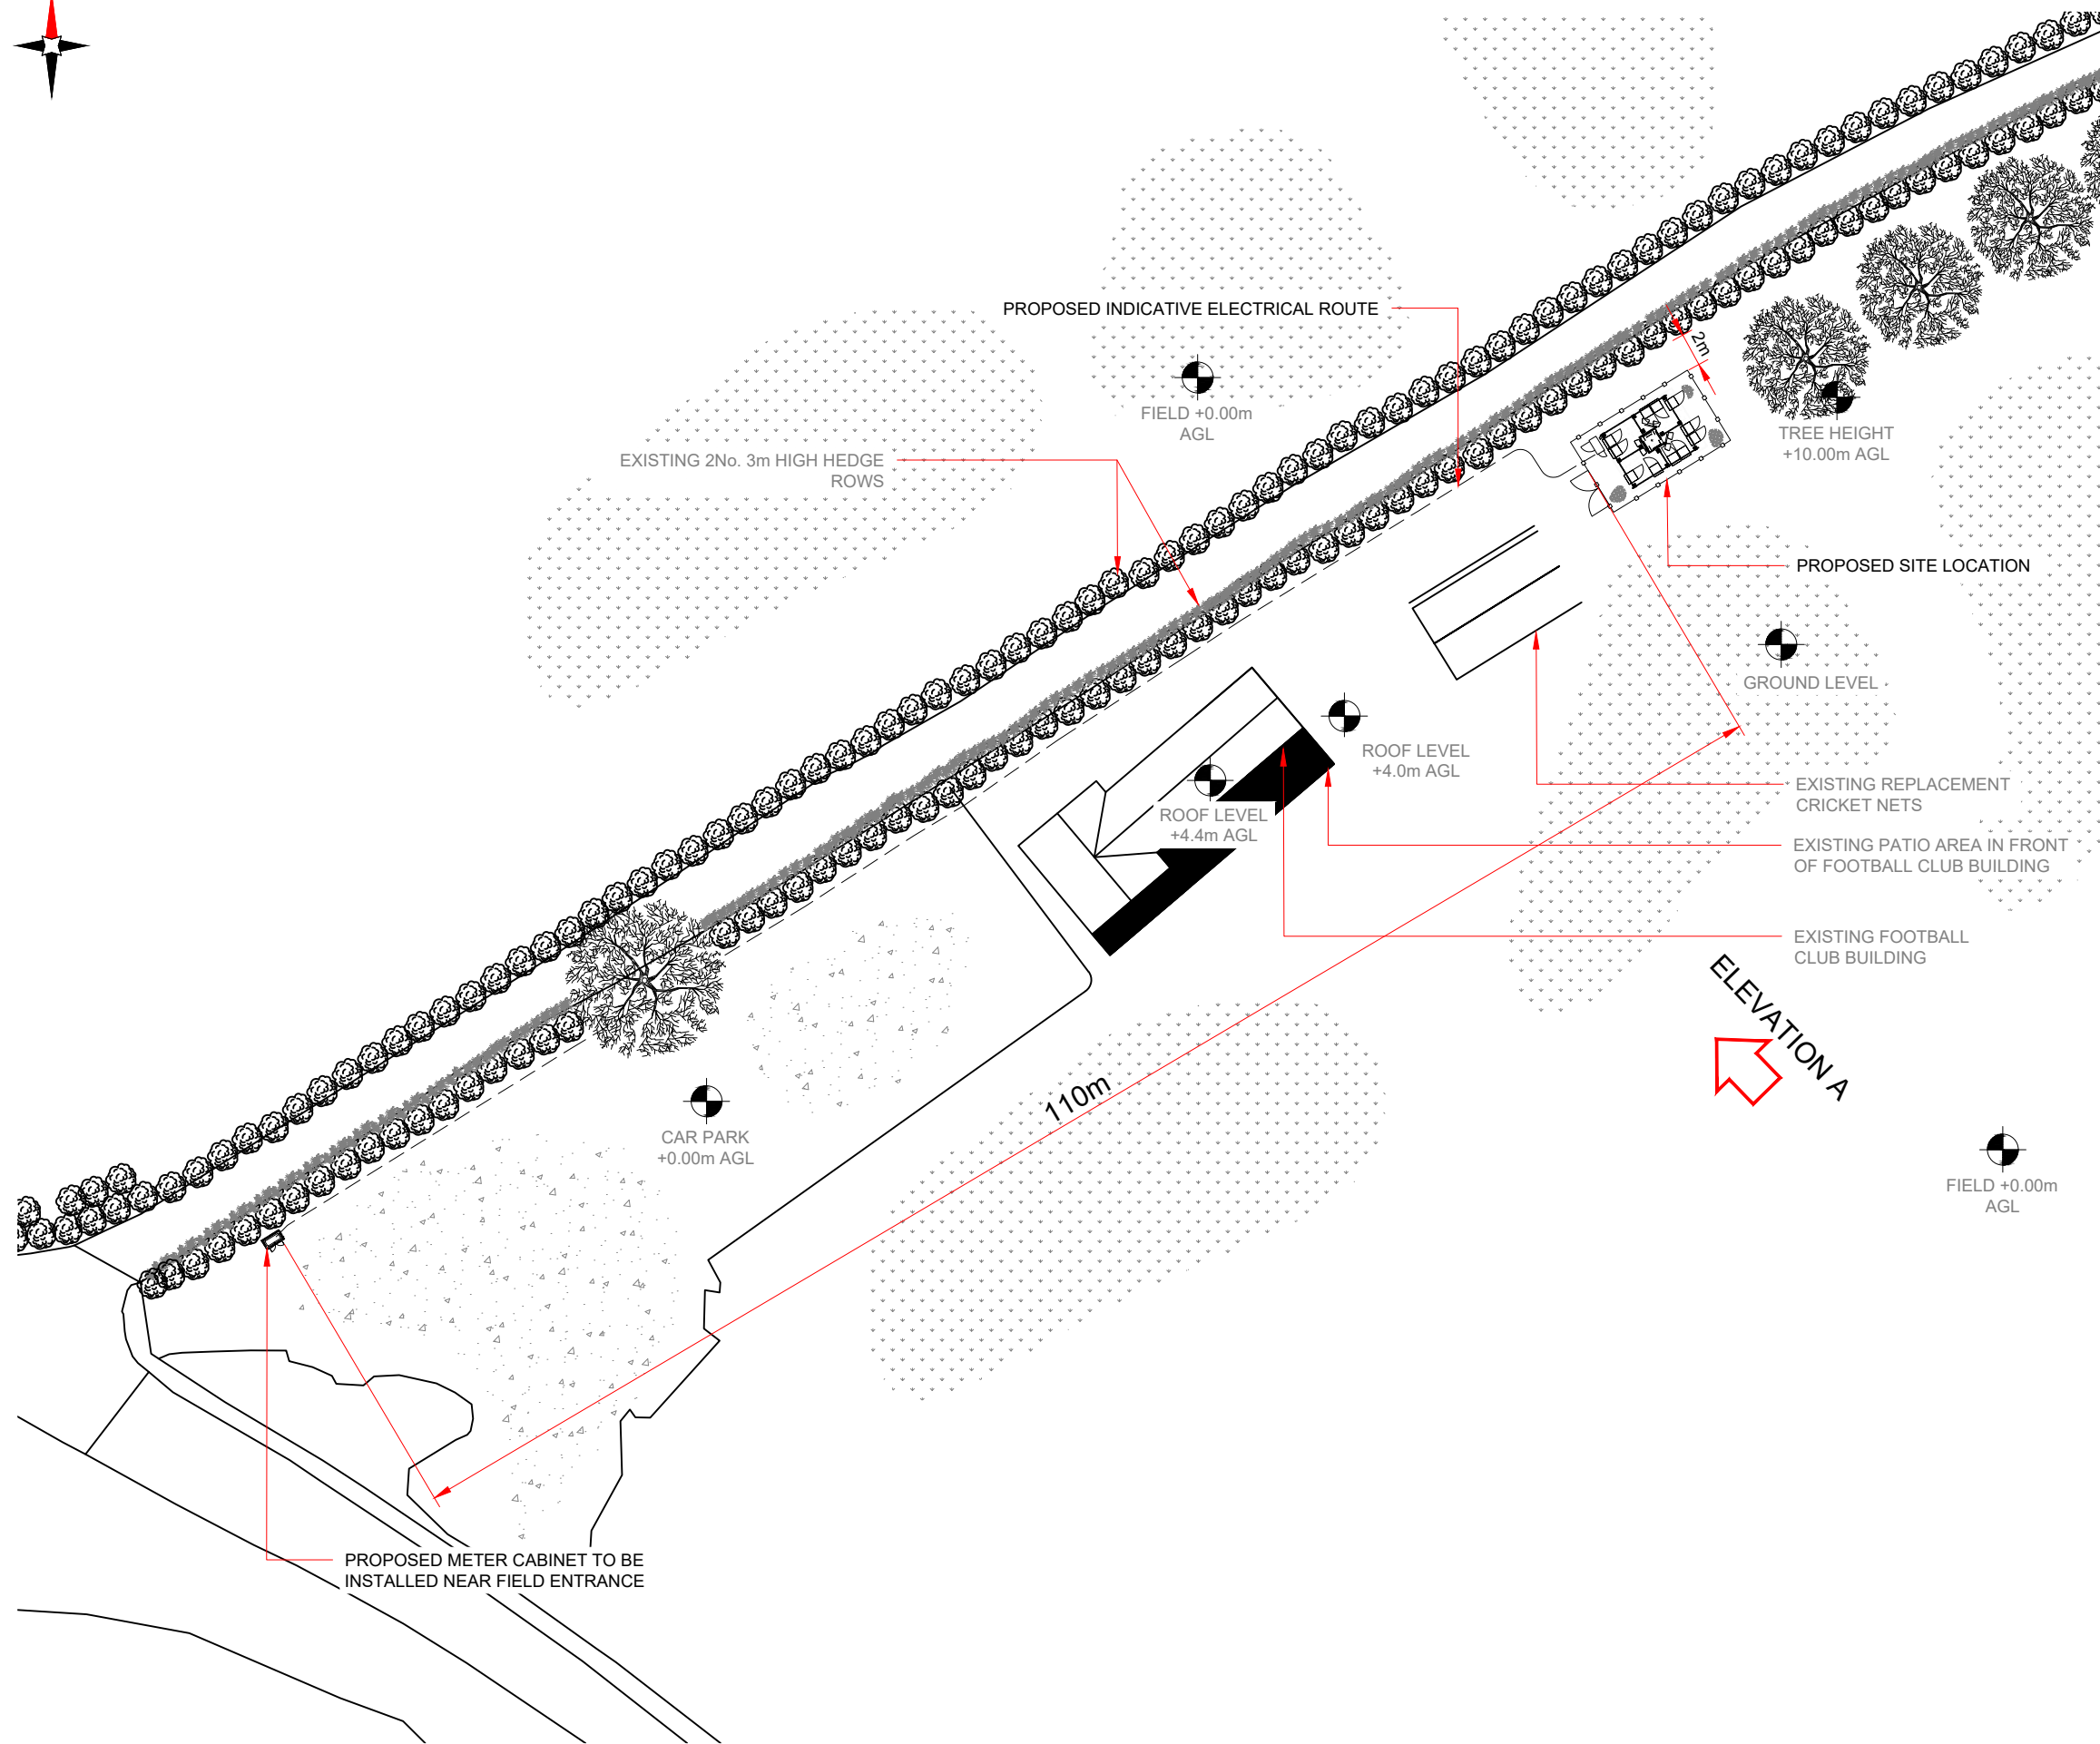 PROPOSED INDICATIVE ELECTRICAL ROUTE
2m
FIELD +0.00m
AGL
TREE HEIGHT
+10.00m AGL
EXISTING 2No. 3m HIGH HEDGE
ROWS
PROPOSED SITE LOCATION
GROUND LEVEL
ROOF LEVEL
+4.0m AGL
EXISTING REPLACEMENT
CRICKET NETS
ROOF LEVEL
+4.4m AGL
EXISTING PATIO AREA IN FRONT
OF FOOTBALL CLUB BUILDING
EXISTING FOOTBALL
CLUB BUILDING
ELEVATION A
110m
CAR PARK
+0.00m AGL
FIELD +0.00m
AGL
PROPOSED METER CABINET TO BE
INSTALLED NEAR FIELD ENTRANCE